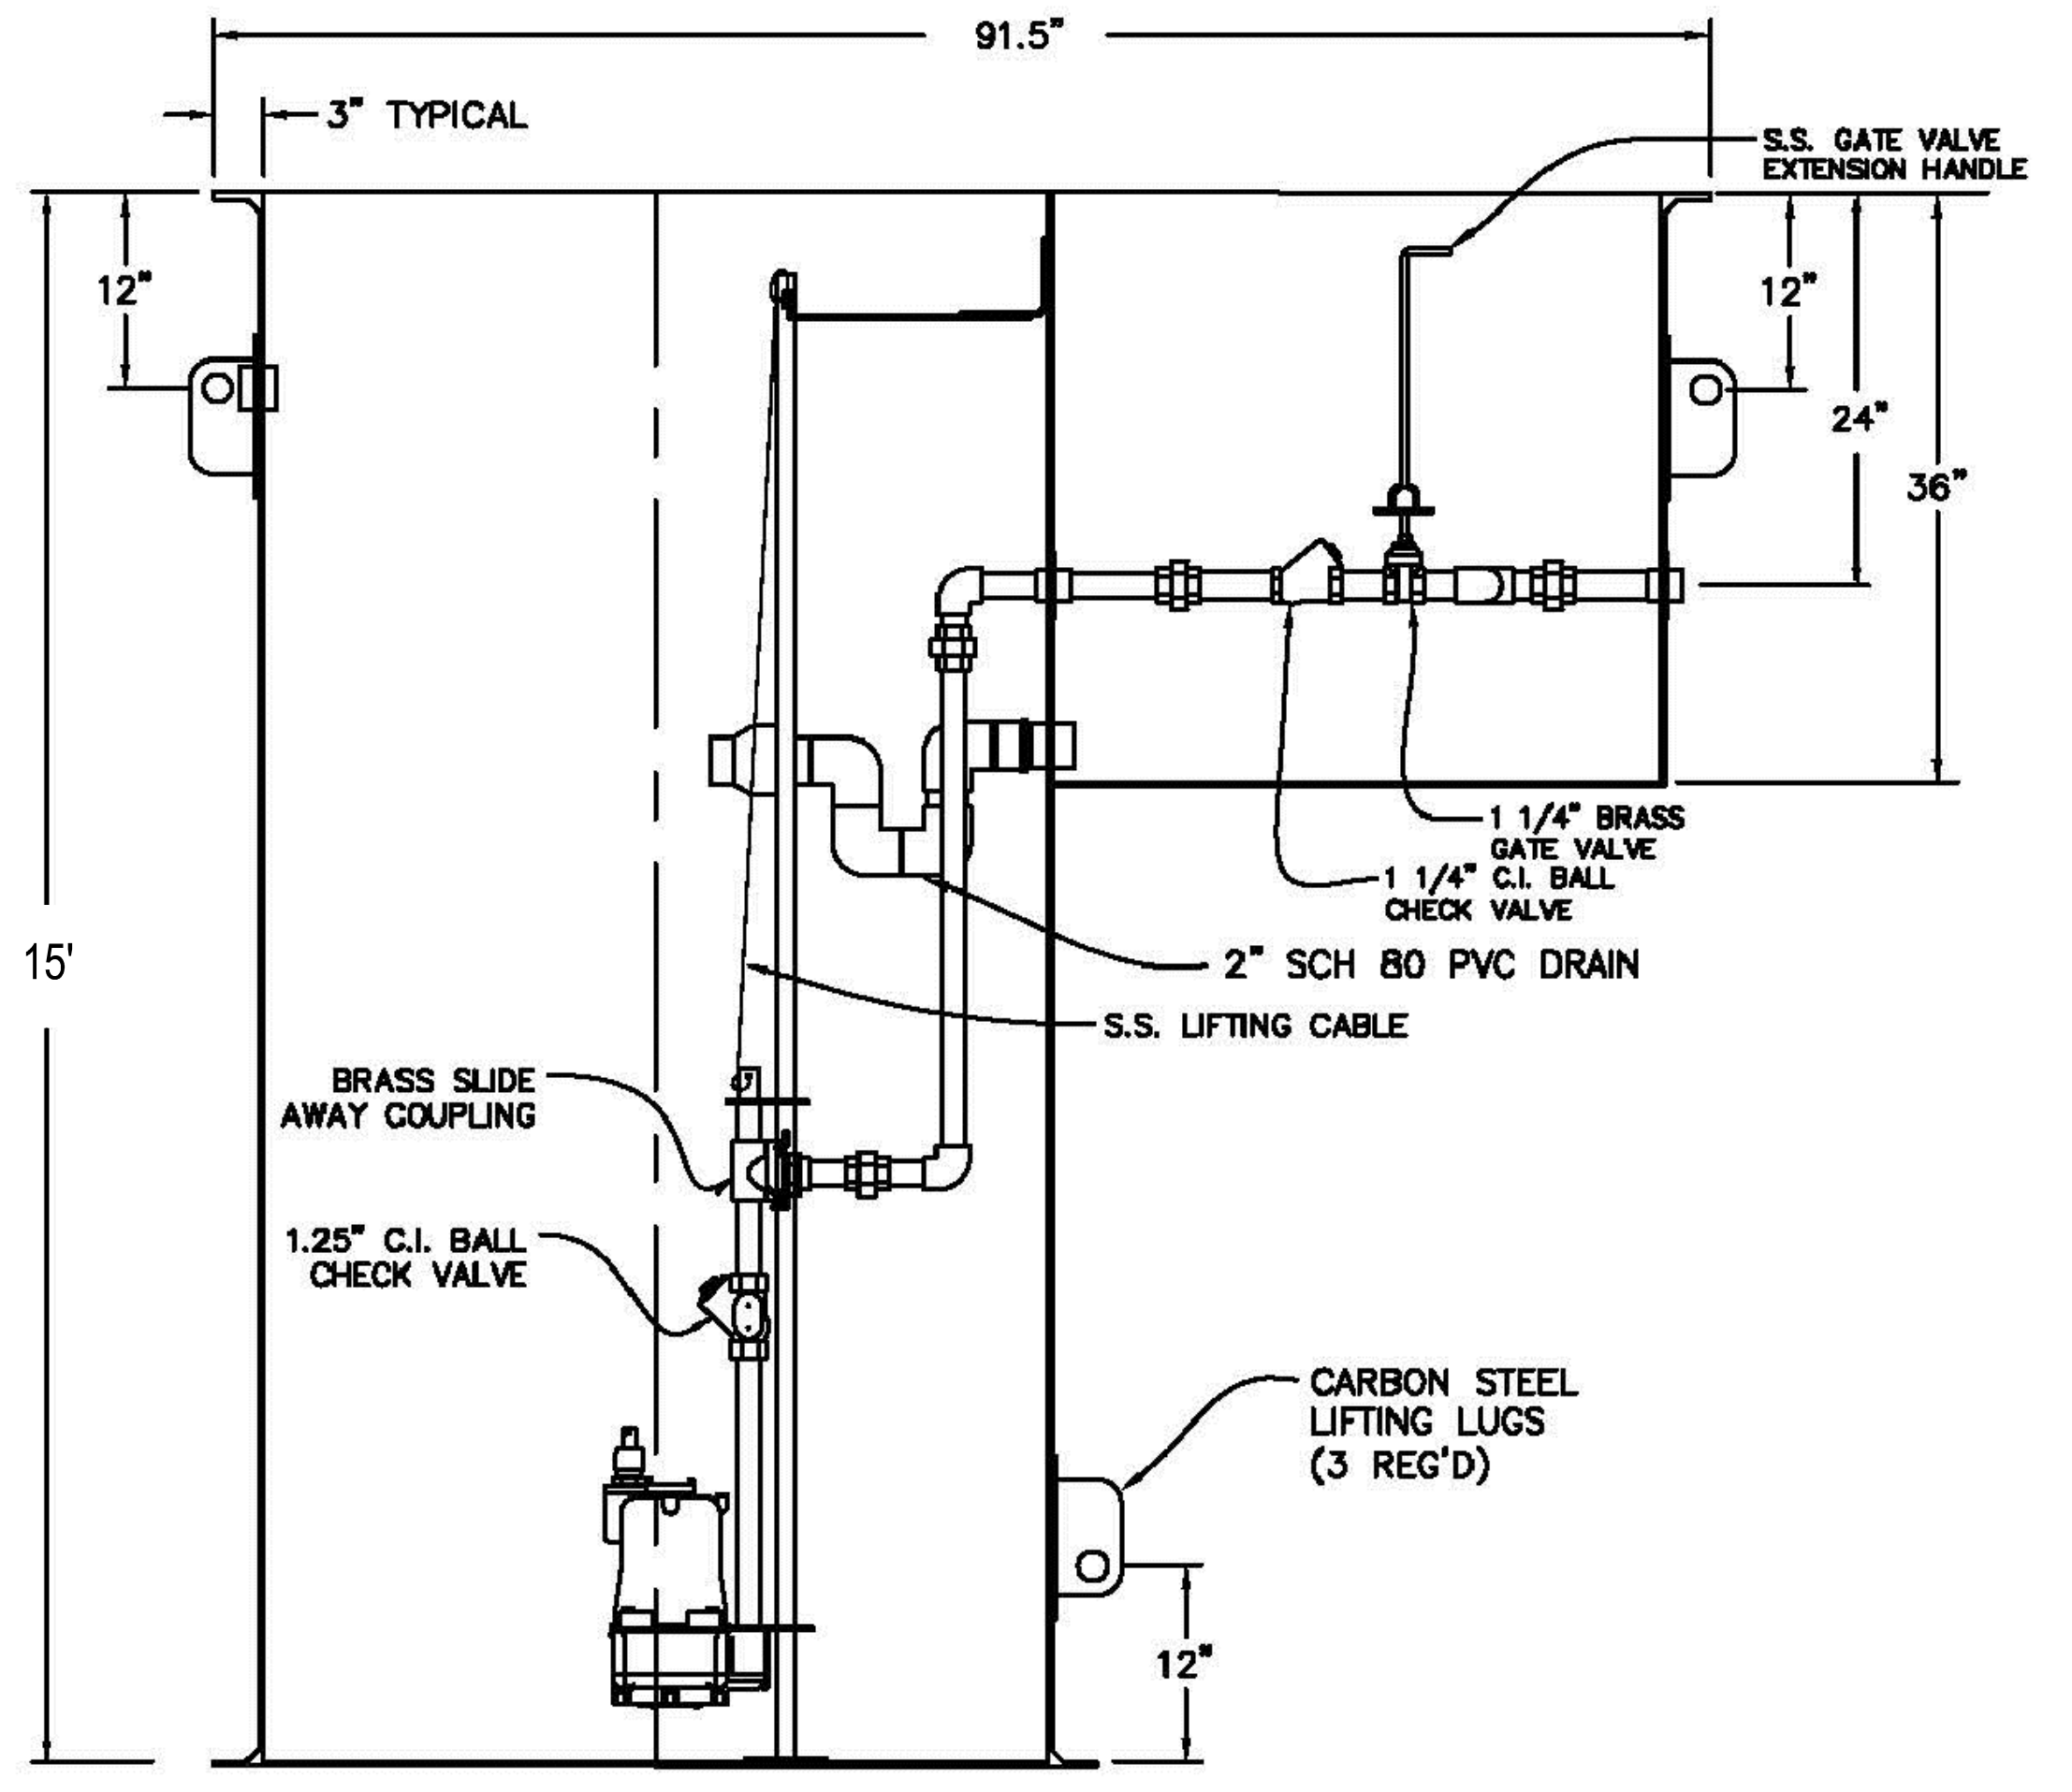 91.5"
3" TYPICAL
S.S. GATE VALVE
EXTENSION HANDLE
12"
12"
24"
36"
1 1/4" BRASS
GATE VALVE
1 1/4" C.I. BALL
CHECK VALVE
15'
2" SCH 80 PVC DRAIN
S.S. LIFTING CABLE
BRASS SLIDE
AWAY COUPLING
1.25" C.I. BALL
CHECK VALVE
CARBON STEEL
LIFTING LUGS
(3 REG'D)
12"